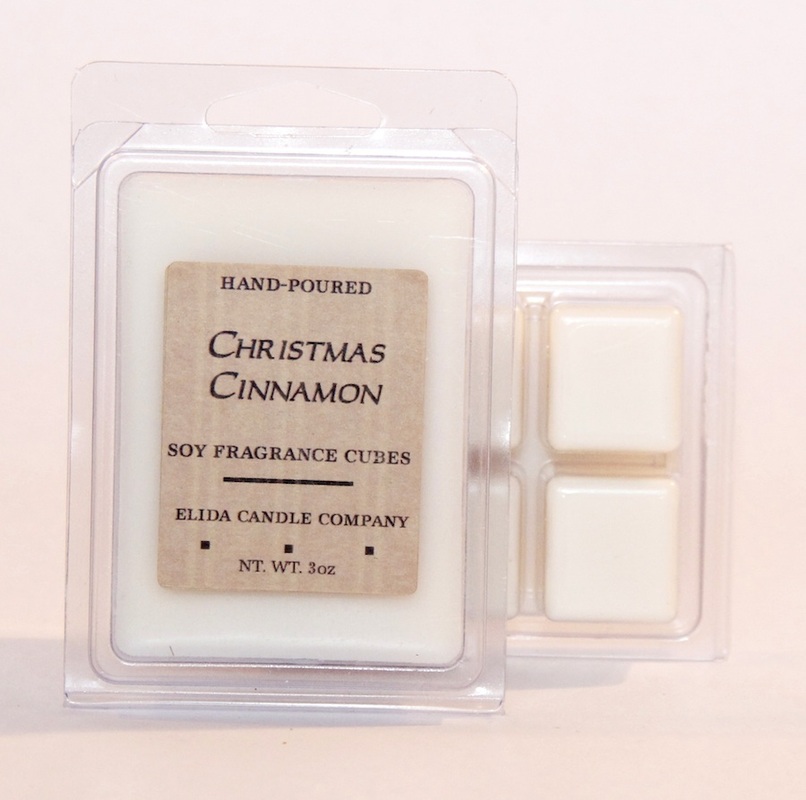 HAND-POURED
CHRISTMAS
CINNAMON
SOY FRAGRANCE CUBES
ELIDA CANDLE COMPANY
NT. WT. 3oz